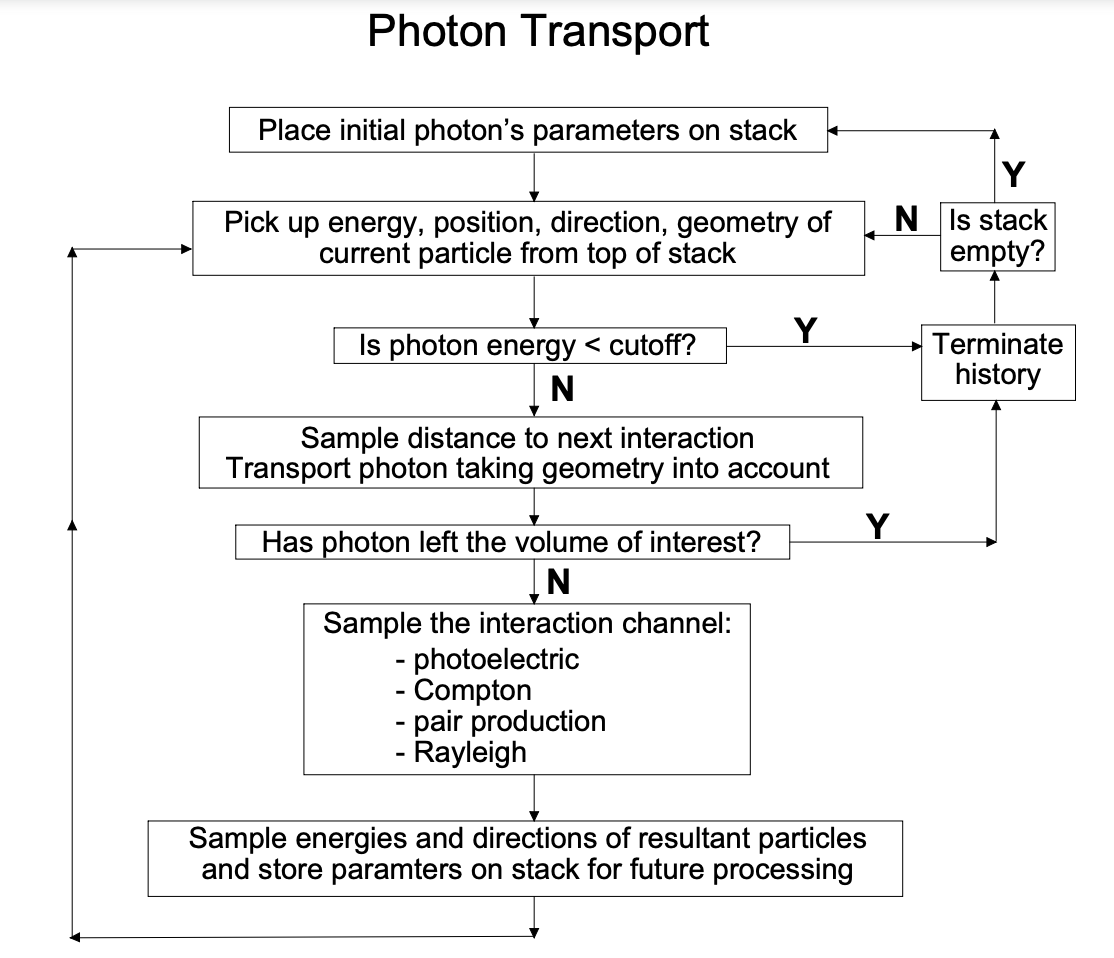 Photon Transport
Place initial photon's parameters on stack
Y
Pick up energy, position, direction, geometry of
current particle from top of stack
N
Is stack
empty?
Is photon energy < cutoff?
Y
Terminate
history
N
Sample distance to next interaction
Transport photon taking geometry into account
Has photon left the volume of interest?
Y
N
Sample the interaction channel:
- photoelectric
- Compton
- pair production
- Rayleigh
Sample energies and directions of resultant particles
and store paramters on stack for future processing